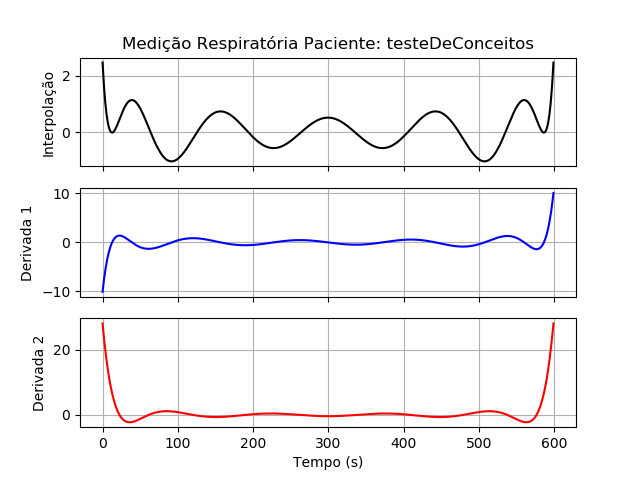 Medição Respiratória Paciente: testeDeConceitos
2
0
Interpolação
10
0
−10
Derivada 1
20
0
Derivada 2
0 100 200 300 400 500 600
Tempo (s)